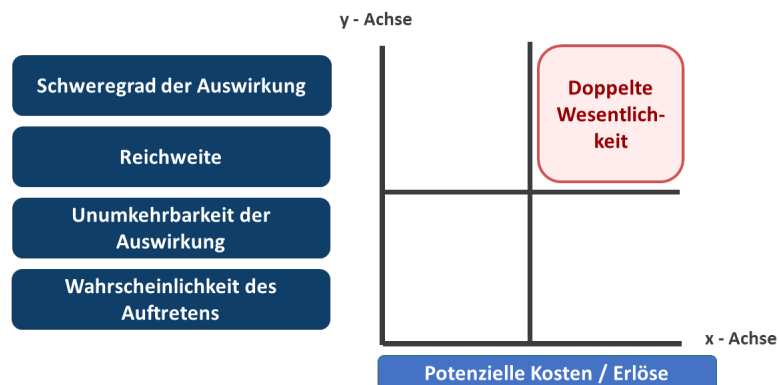 y - Achse
Schweregrad der Auswirkung
Reichweite
Unumkehrbarkeit der
Auswirkung
Wahrscheinlichkeit des
Auftretens
Doppelte
Wesentlich-
keit
x - Achse
Potenzielle Kosten / Erlöse